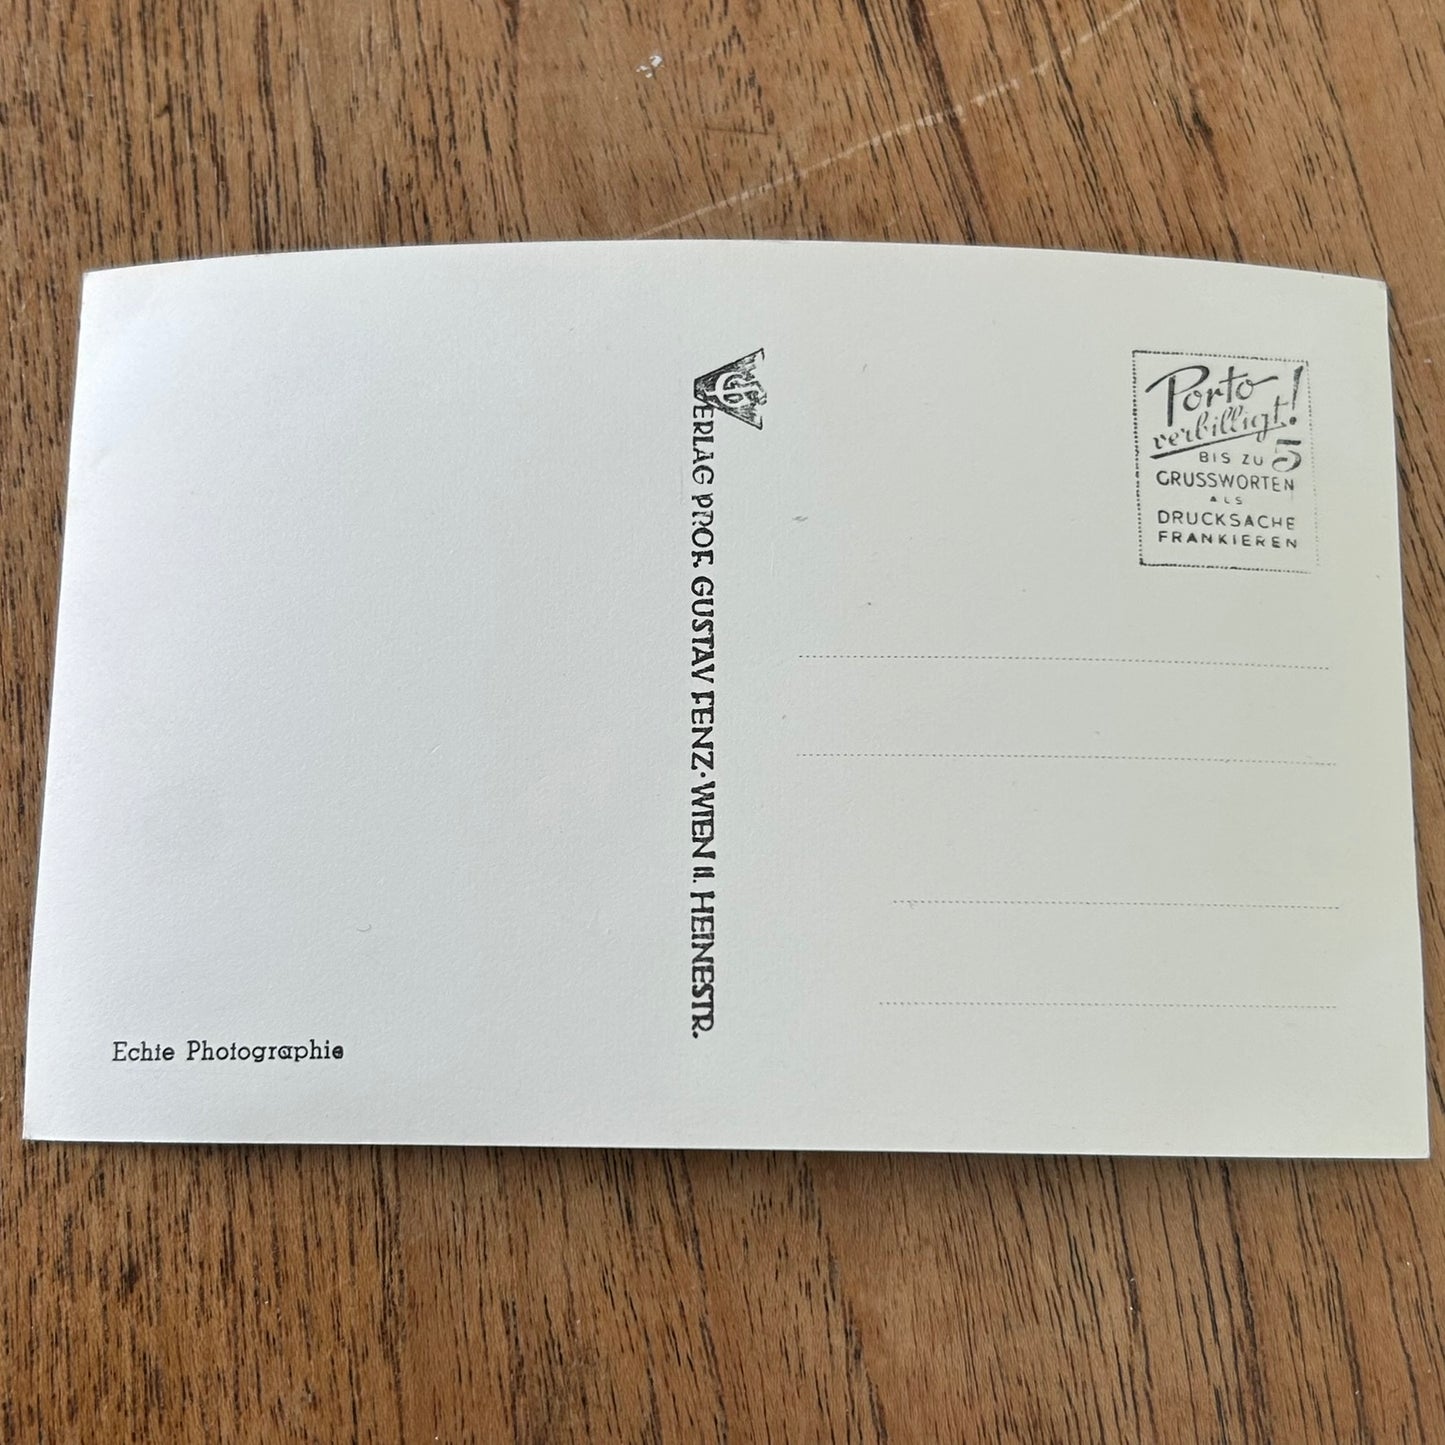 Echte Photographie
VERLAG PROF. GUSTAV FENZ·WIEN II. HEINESTR.
Porto
verbilligt!
BIS ZU 5
GRUSSWORTEN
ALS
DRUCKSACHE
FRANKIEREN